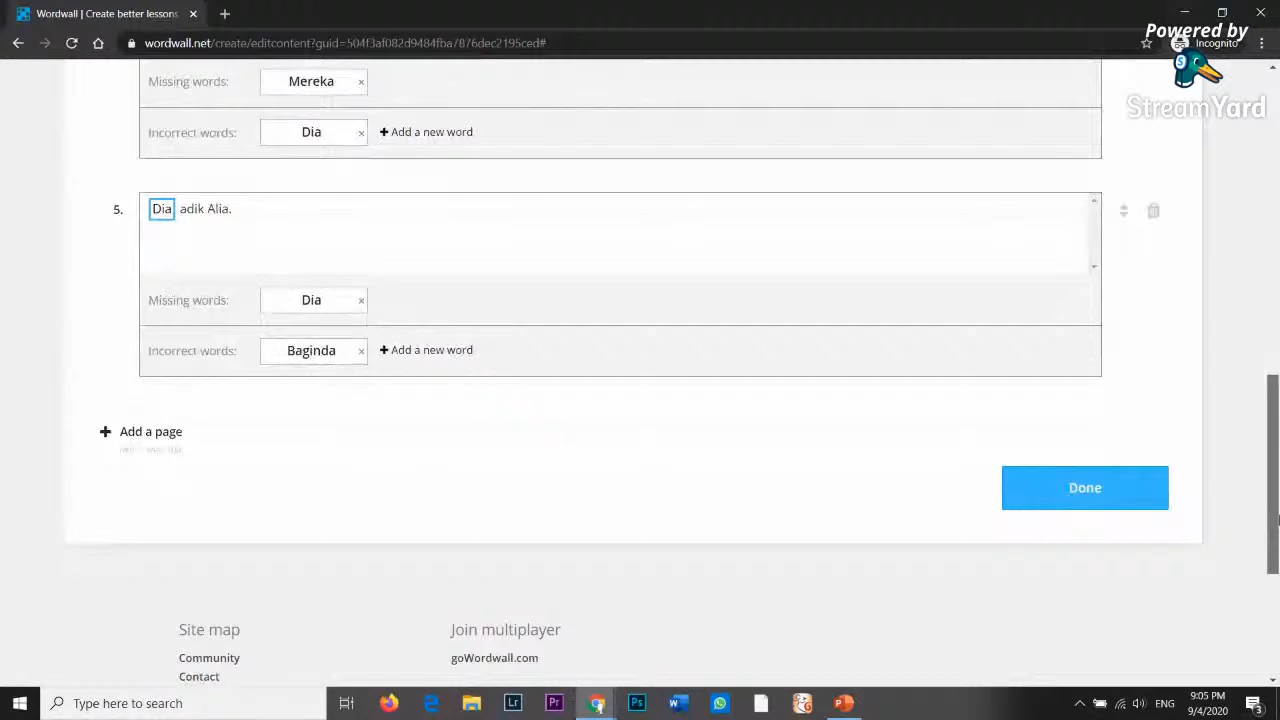 Wordwall | Create better lessons
wordwall.net/create/editcontent?guid=504f3af082d9484fba7876dec2195ced#
Incognito
Powered by
StreamYard
Missing words: Mereka ×
Incorrect words: Dia × + Add a new word
5. Dia adik Alia.
Missing words: Dia ×
Incorrect words: Baginda × + Add a new word
+ Add a page
Done
Site map
Join multiplayer
Community
goWordwall.com
Contact
Type here to search
ENG
9:05 PM
9/4/2020